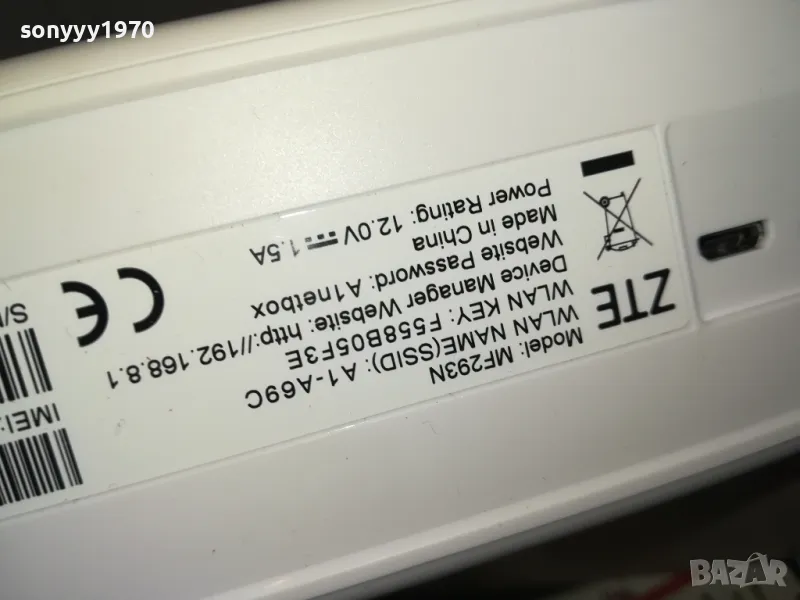 sonyyy1970
ZTE
Model: MF293N
WLAN NAME(SSID): A1-A69C
WLAN KEY: F558B05F3E
Device Manager Website: http://192.168.8.1
Website Password: A1netbox
Made in China
Power Rating: 12.0V 1.5A
CE
IMEI:
S/
BAZAR